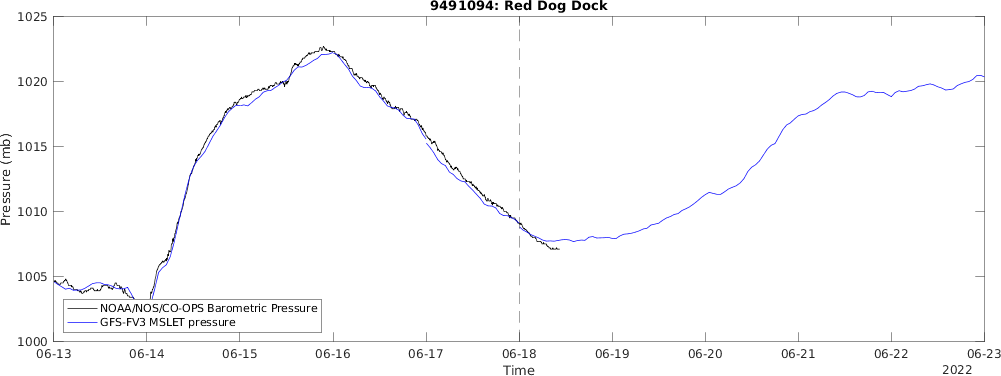 9491094: Red Dog Dock
Pressure (mb)
1025
1020
1015
1010
1005
1000
NOAA/NOS/CO-OPS Barometric Pressure
GFS-FV3 MSLET pressure
06-13 06-14 06-15 06-16 06-17 06-18 06-19 06-20 06-21 06-22 06-23
Time
2022